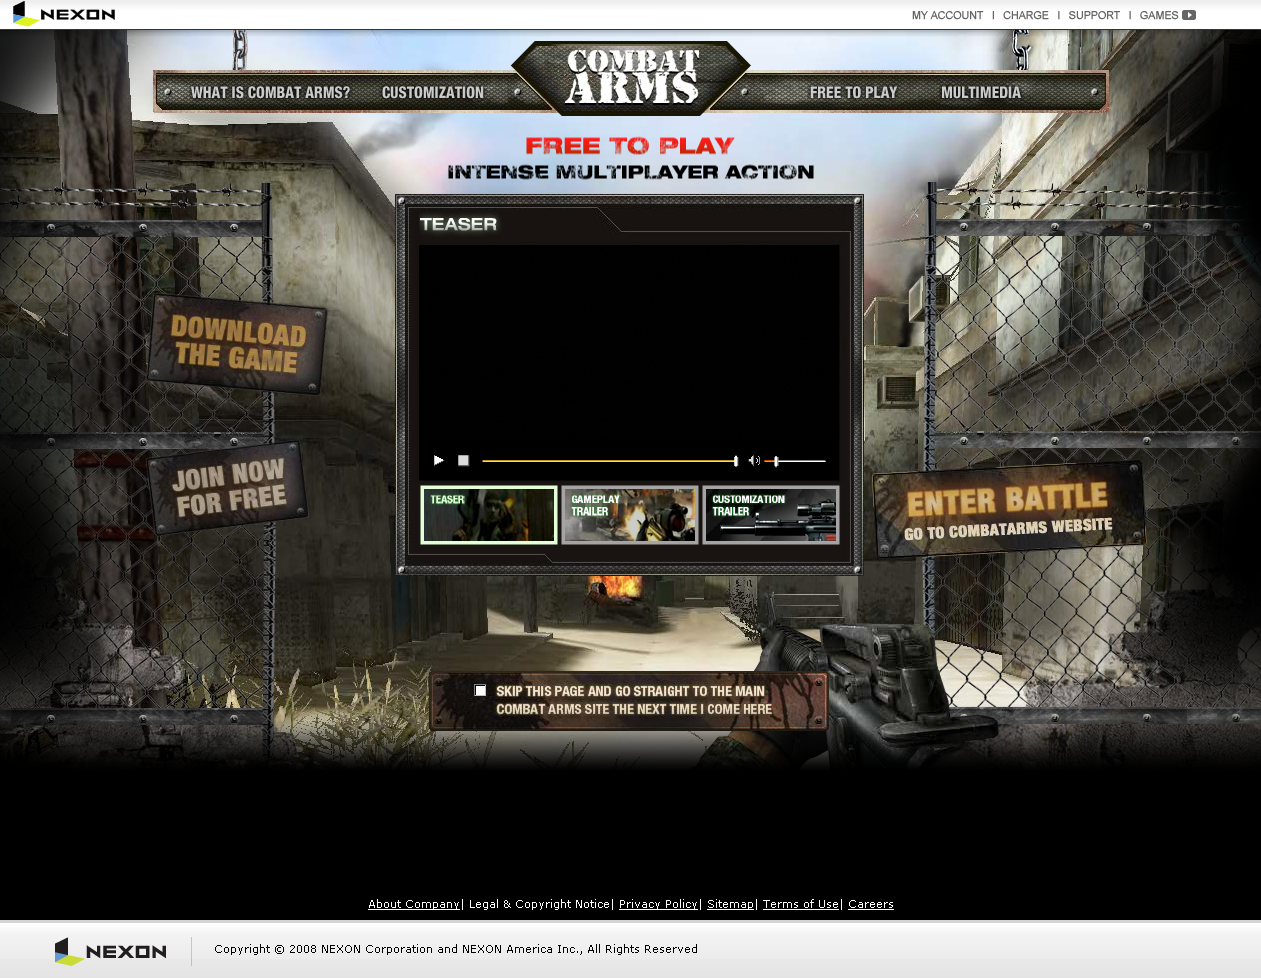 NEXON
MY ACCOUNT | CHARGE | SUPPORT | GAMES
COMBAT
ARMS
WHAT IS COMBAT ARMS? CUSTOMIZATION FREE TO PLAY MULTIMEDIA
FREE TO PLAY
INTENSE MULTIPLAYER ACTION
TEASER
DOWNLOAD
THE GAME
JOIN NOW
FOR FREE
TEASER
GAMEPLAY
TRAILER
CUSTOMIZATION
TRAILER
ENTER BATTLE
GO TO COMBATARMS WEBSITE
SKIP THIS PAGE AND GO STRAIGHT TO THE MAIN
COMBAT ARMS SITE THE NEXT TIME I COME HERE
About Company| Legal & Copyright Notice| Privacy Policy| Sitemap| Terms of Use| Careers
NEXON
Copyright © 2008 NEXON Corporation and NEXON America Inc., All Rights Reserved